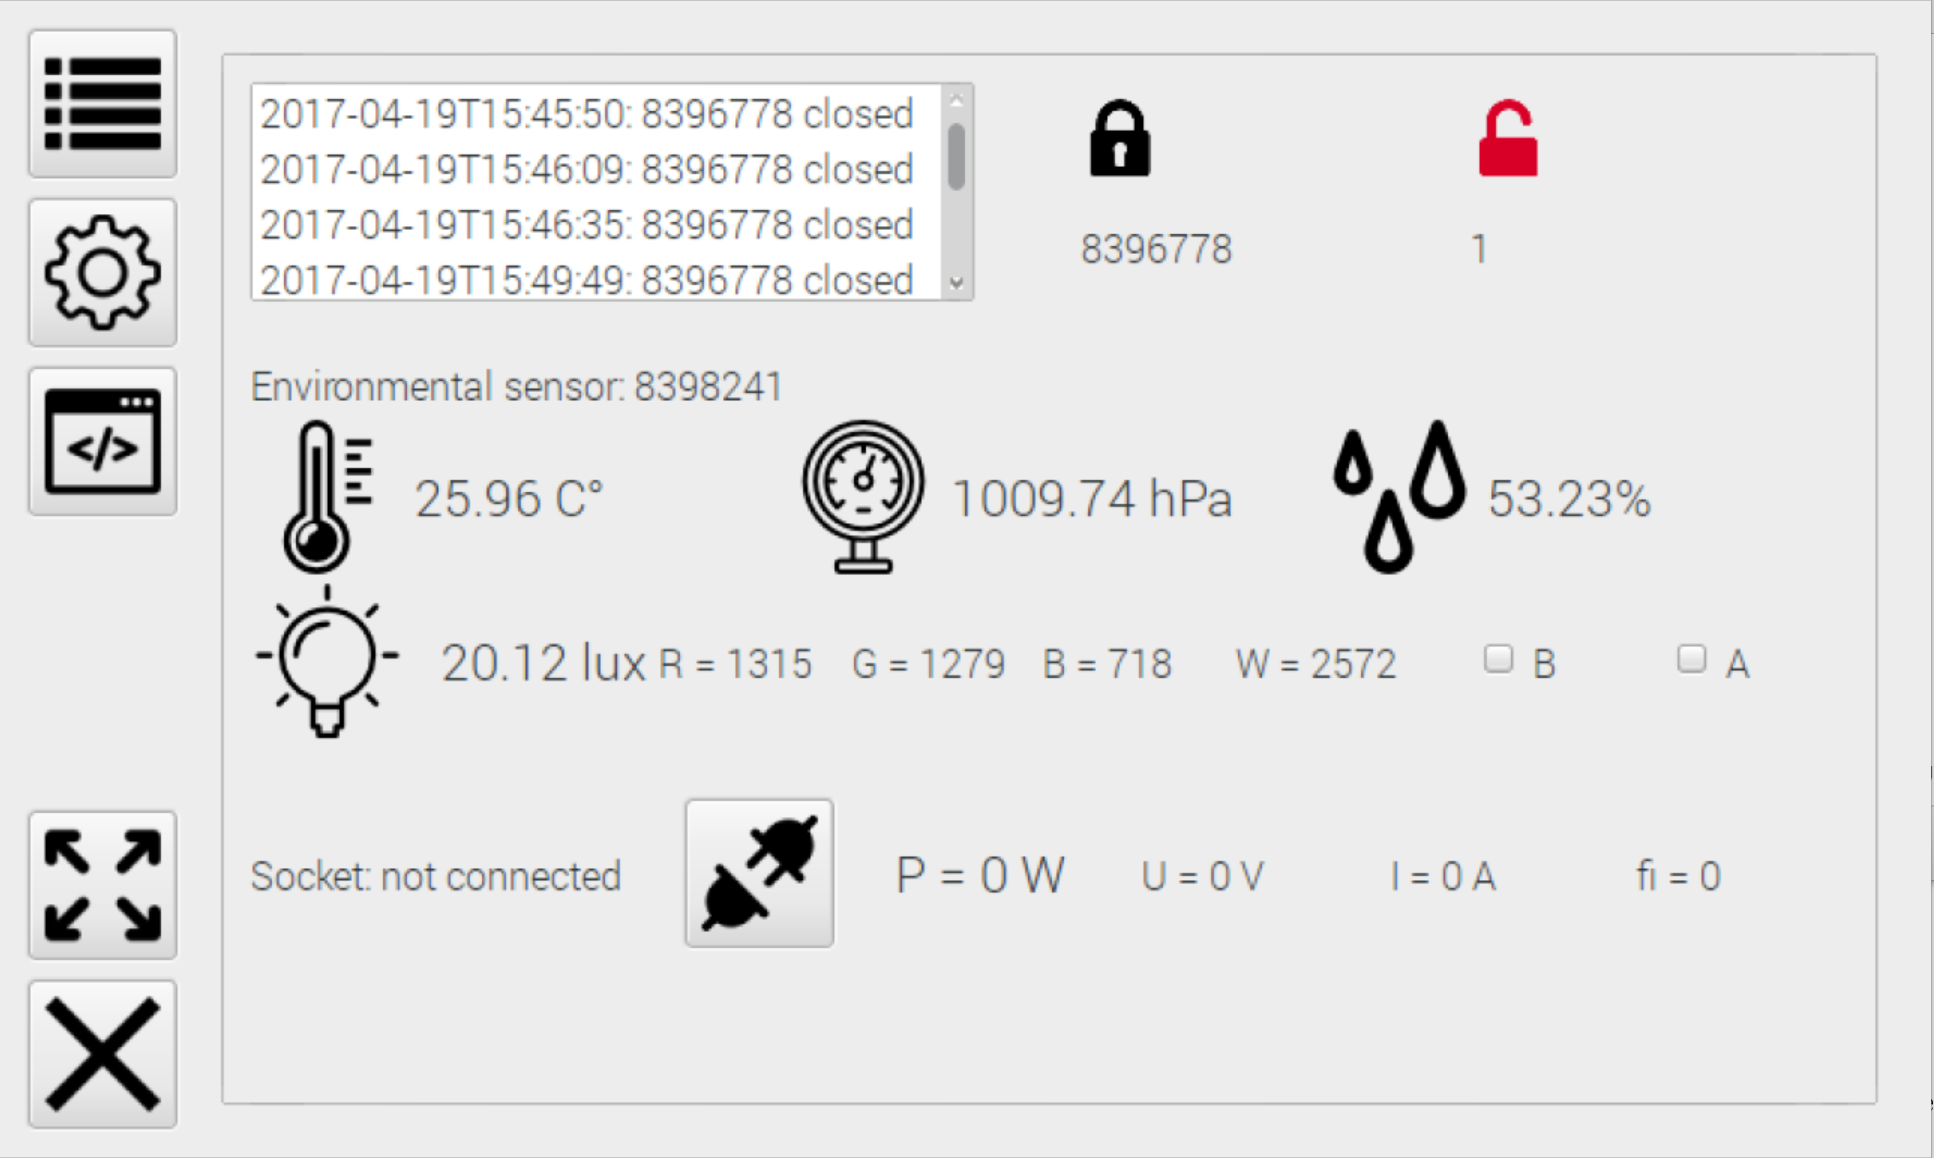 2017-04-19T15:45:50: 8396778 closed
2017-04-19T15:46:09: 8396778 closed
2017-04-19T15:46:35: 8396778 closed
2017-04-19T15:49:49: 8396778 closed
8396778
1
Environmental sensor: 8398241
25.96 C°
1009.74 hPa
53.23%
20.12 lux R = 1315 G = 1279 B = 718 W = 2572 B A
Socket: not connected P = 0 W U = 0 V I = 0 A fi = 0